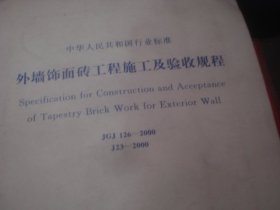 中华人民共和国行业标准
外墙饰面砖工程施工及验收规程
Specification for Construction and Acceptance
of Tapestry Brick Work for Exterior Wall
JGJ 126—2000
J23—2000